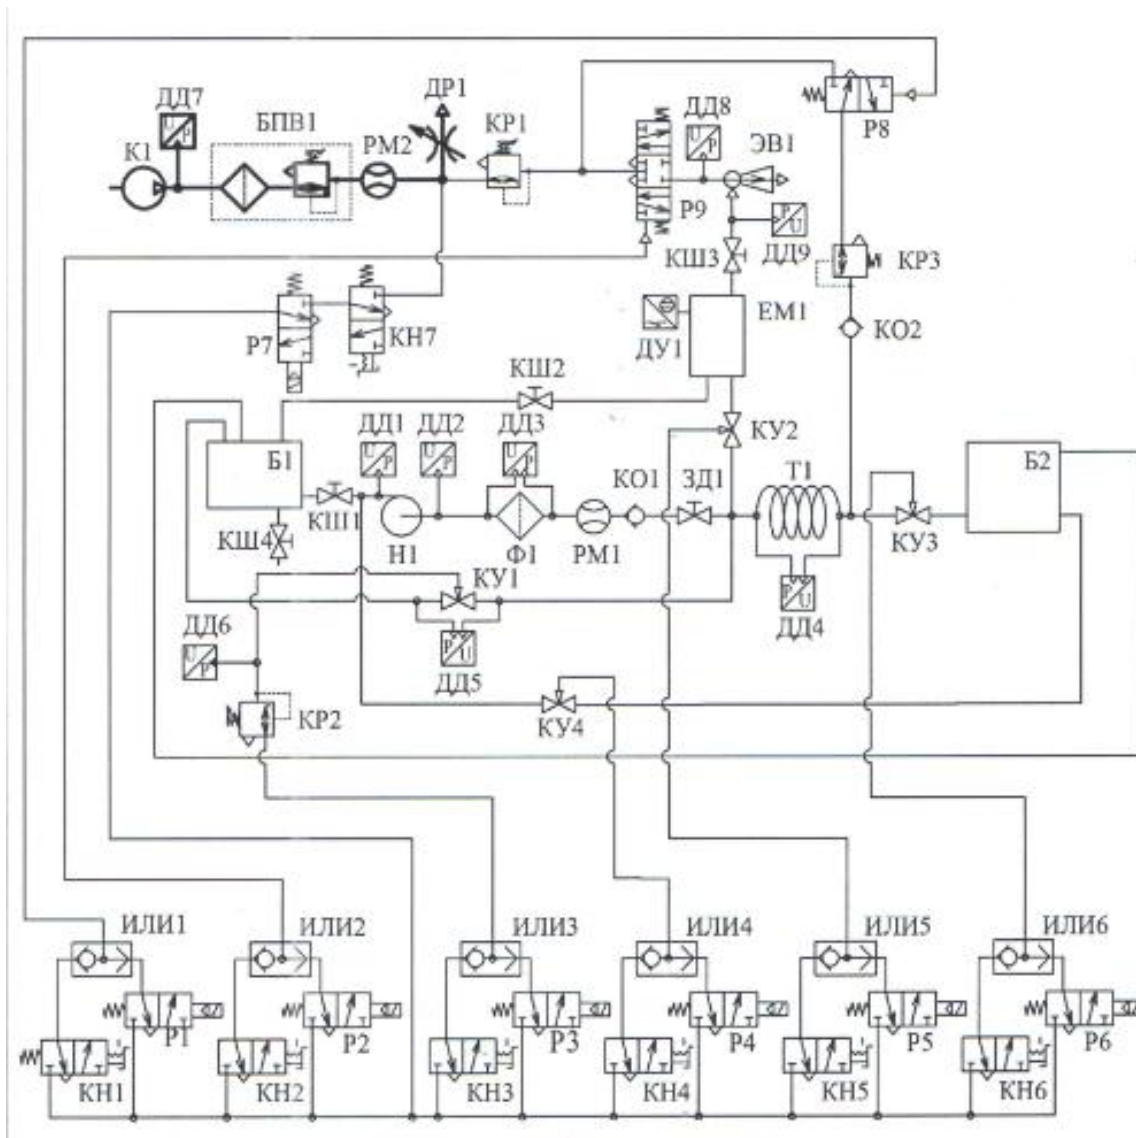 ДД7
БПВ1
ДР1
К1
РМ2
КР1
ДД8
ЭВ1
Р8
U
P
U
P
Р9
P
U
КШ3
ДД9
КР3
ЕМ1
Р7
КН7
ДУ1
КО2
КШ2
ДД1
ДД2
ДД3
КУ2
Б1
U
P
U
P
U
P
КО1
ЗД1
Т1
Б2
КШ1
КШ4
Н1
Ф1
РМ1
КУ3
КУ1
P
U
ДД6
ДД4
U
P
P
U
ДД5
КР2
КУ4
ИЛИ1
ИЛИ2
ИЛИ3
ИЛИ4
ИЛИ5
ИЛИ6
Р1
Р2
Р3
Р4
Р5
Р6
КН1
КН2
КН3
КН4
КН5
КН6